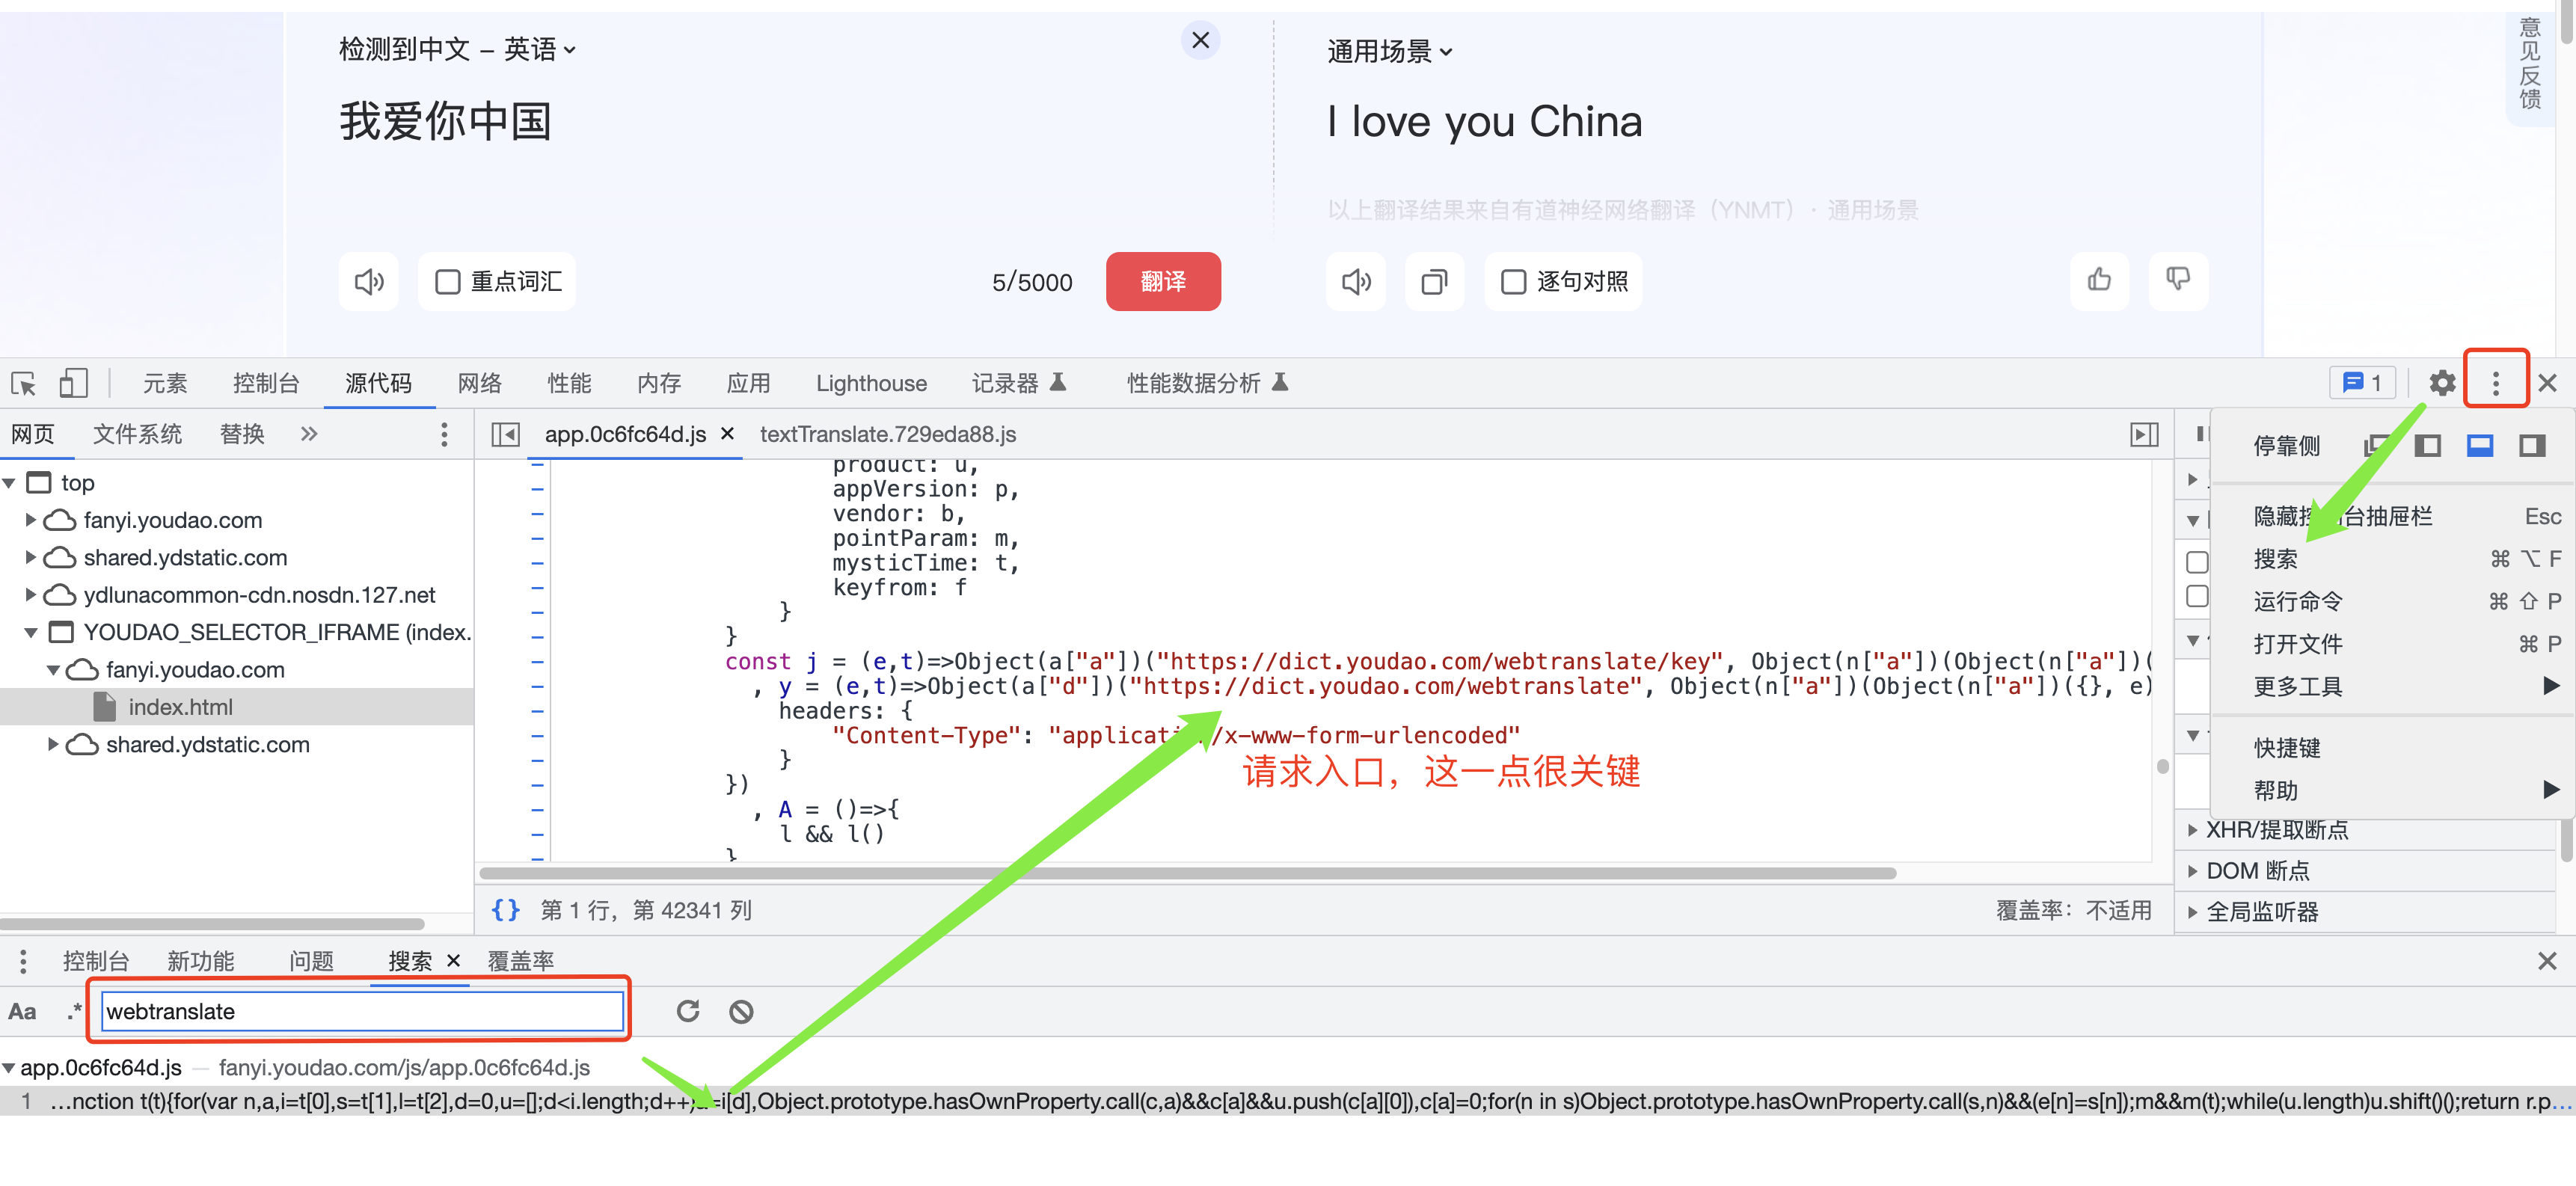 检测到中文 – 英语
我爱你中国
重点词汇
5/5000
翻译
通用场景
I love you China
以上翻译结果来自有道神经网络翻译（YNMT）· 通用场景
逐句对照
意见反馈
元素 控制台 源代码 网络 性能 内存 应用 Lighthouse 记录器 性能数据分析 1
网页 文件系统 替换
top
fanyi.youdao.com
shared.ydstatic.com
ydlunacommon-cdn.nosdn.127.net
YOUDAO_SELECTOR_IFRAME (index.
fanyi.youdao.com
index.html
shared.ydstatic.com
app.0c6fc64d.js textTranslate.729eda88.js
product: u,
appVersion: p,
vendor: b,
pointParam: m,
mysticTime: t,
keyfrom: f
}
}
const j = (e,t)=>Object(a["a"])("https://dict.youdao.com/webtranslate/key", Object(n["a"])(Object(n["a"])(
, y = (e,t)=>Object(a["d"])("https://dict.youdao.com/webtranslate", Object(n["a"])(Object(n["a"])({}, e)
headers: {
"Content-Type": "applicati /x-www-form-urlencoded"
}
})
, A = ()=>{
l && l()
}
请求入口，这一点很关键
{} 第 1 行，第 42341 列
覆盖率：不适用
停靠侧
隐藏控 台抽屉栏 Esc
搜索 ⌘ ⌥ F
运行命令 ⌘ ⇧ P
打开文件 ⌘ P
更多工具
快捷键
帮助
XHR/提取断点
DOM 断点
全局监听器
控制台 新功能 问题 搜索 覆盖率
Aa .* webtranslate
app.0c6fc64d.js — fanyi.youdao.com/js/app.0c6fc64d.js
1 …nction t(t){for(var n,a,i=t[0],s=t[1],l=t[2],d=0,u=[];d<i.length;d++) =i[d],Object.prototype.hasOwnProperty.call(c,a)&&c[a]&&u.push(c[a][0]),c[a]=0;for(n in s)Object.prototype.hasOwnProperty.call(s,n)&&(e[n]=s[n]);m&&m(t);while(u.length)u.shift()();return r.p…